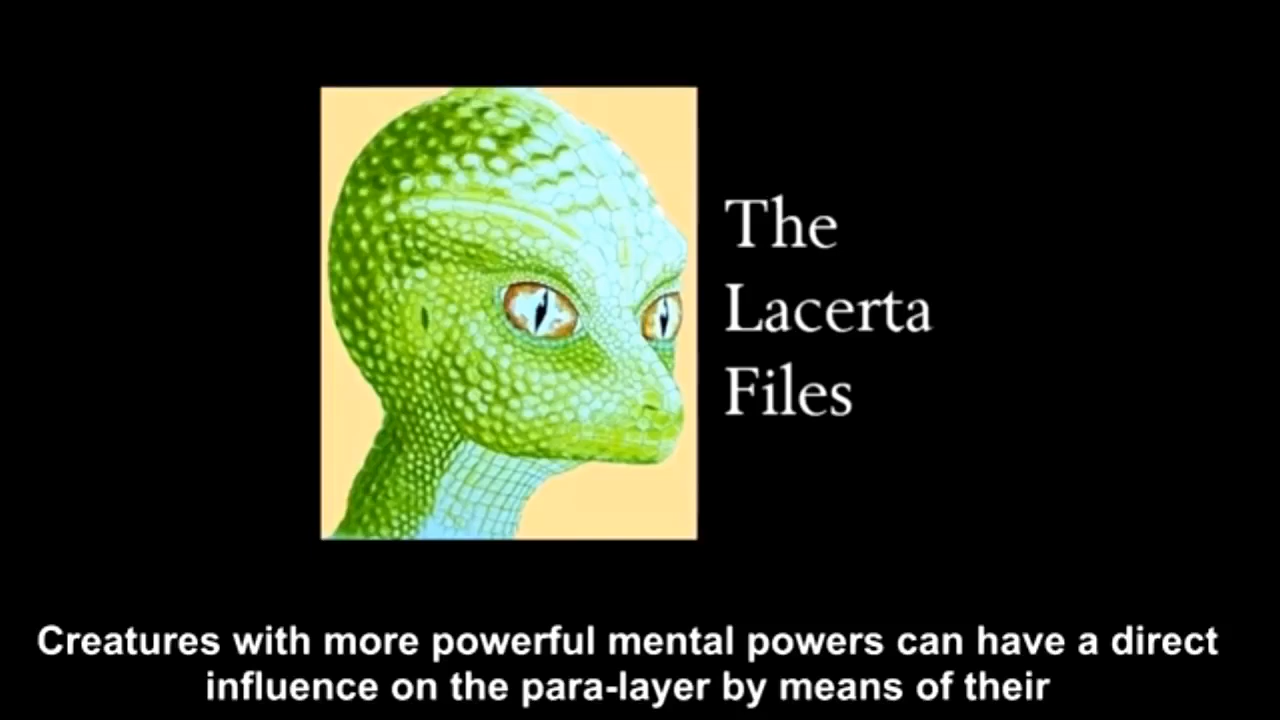 The
Lacerta
Files
Creatures with more powerful mental powers can have a direct
influence on the para-layer by means of their